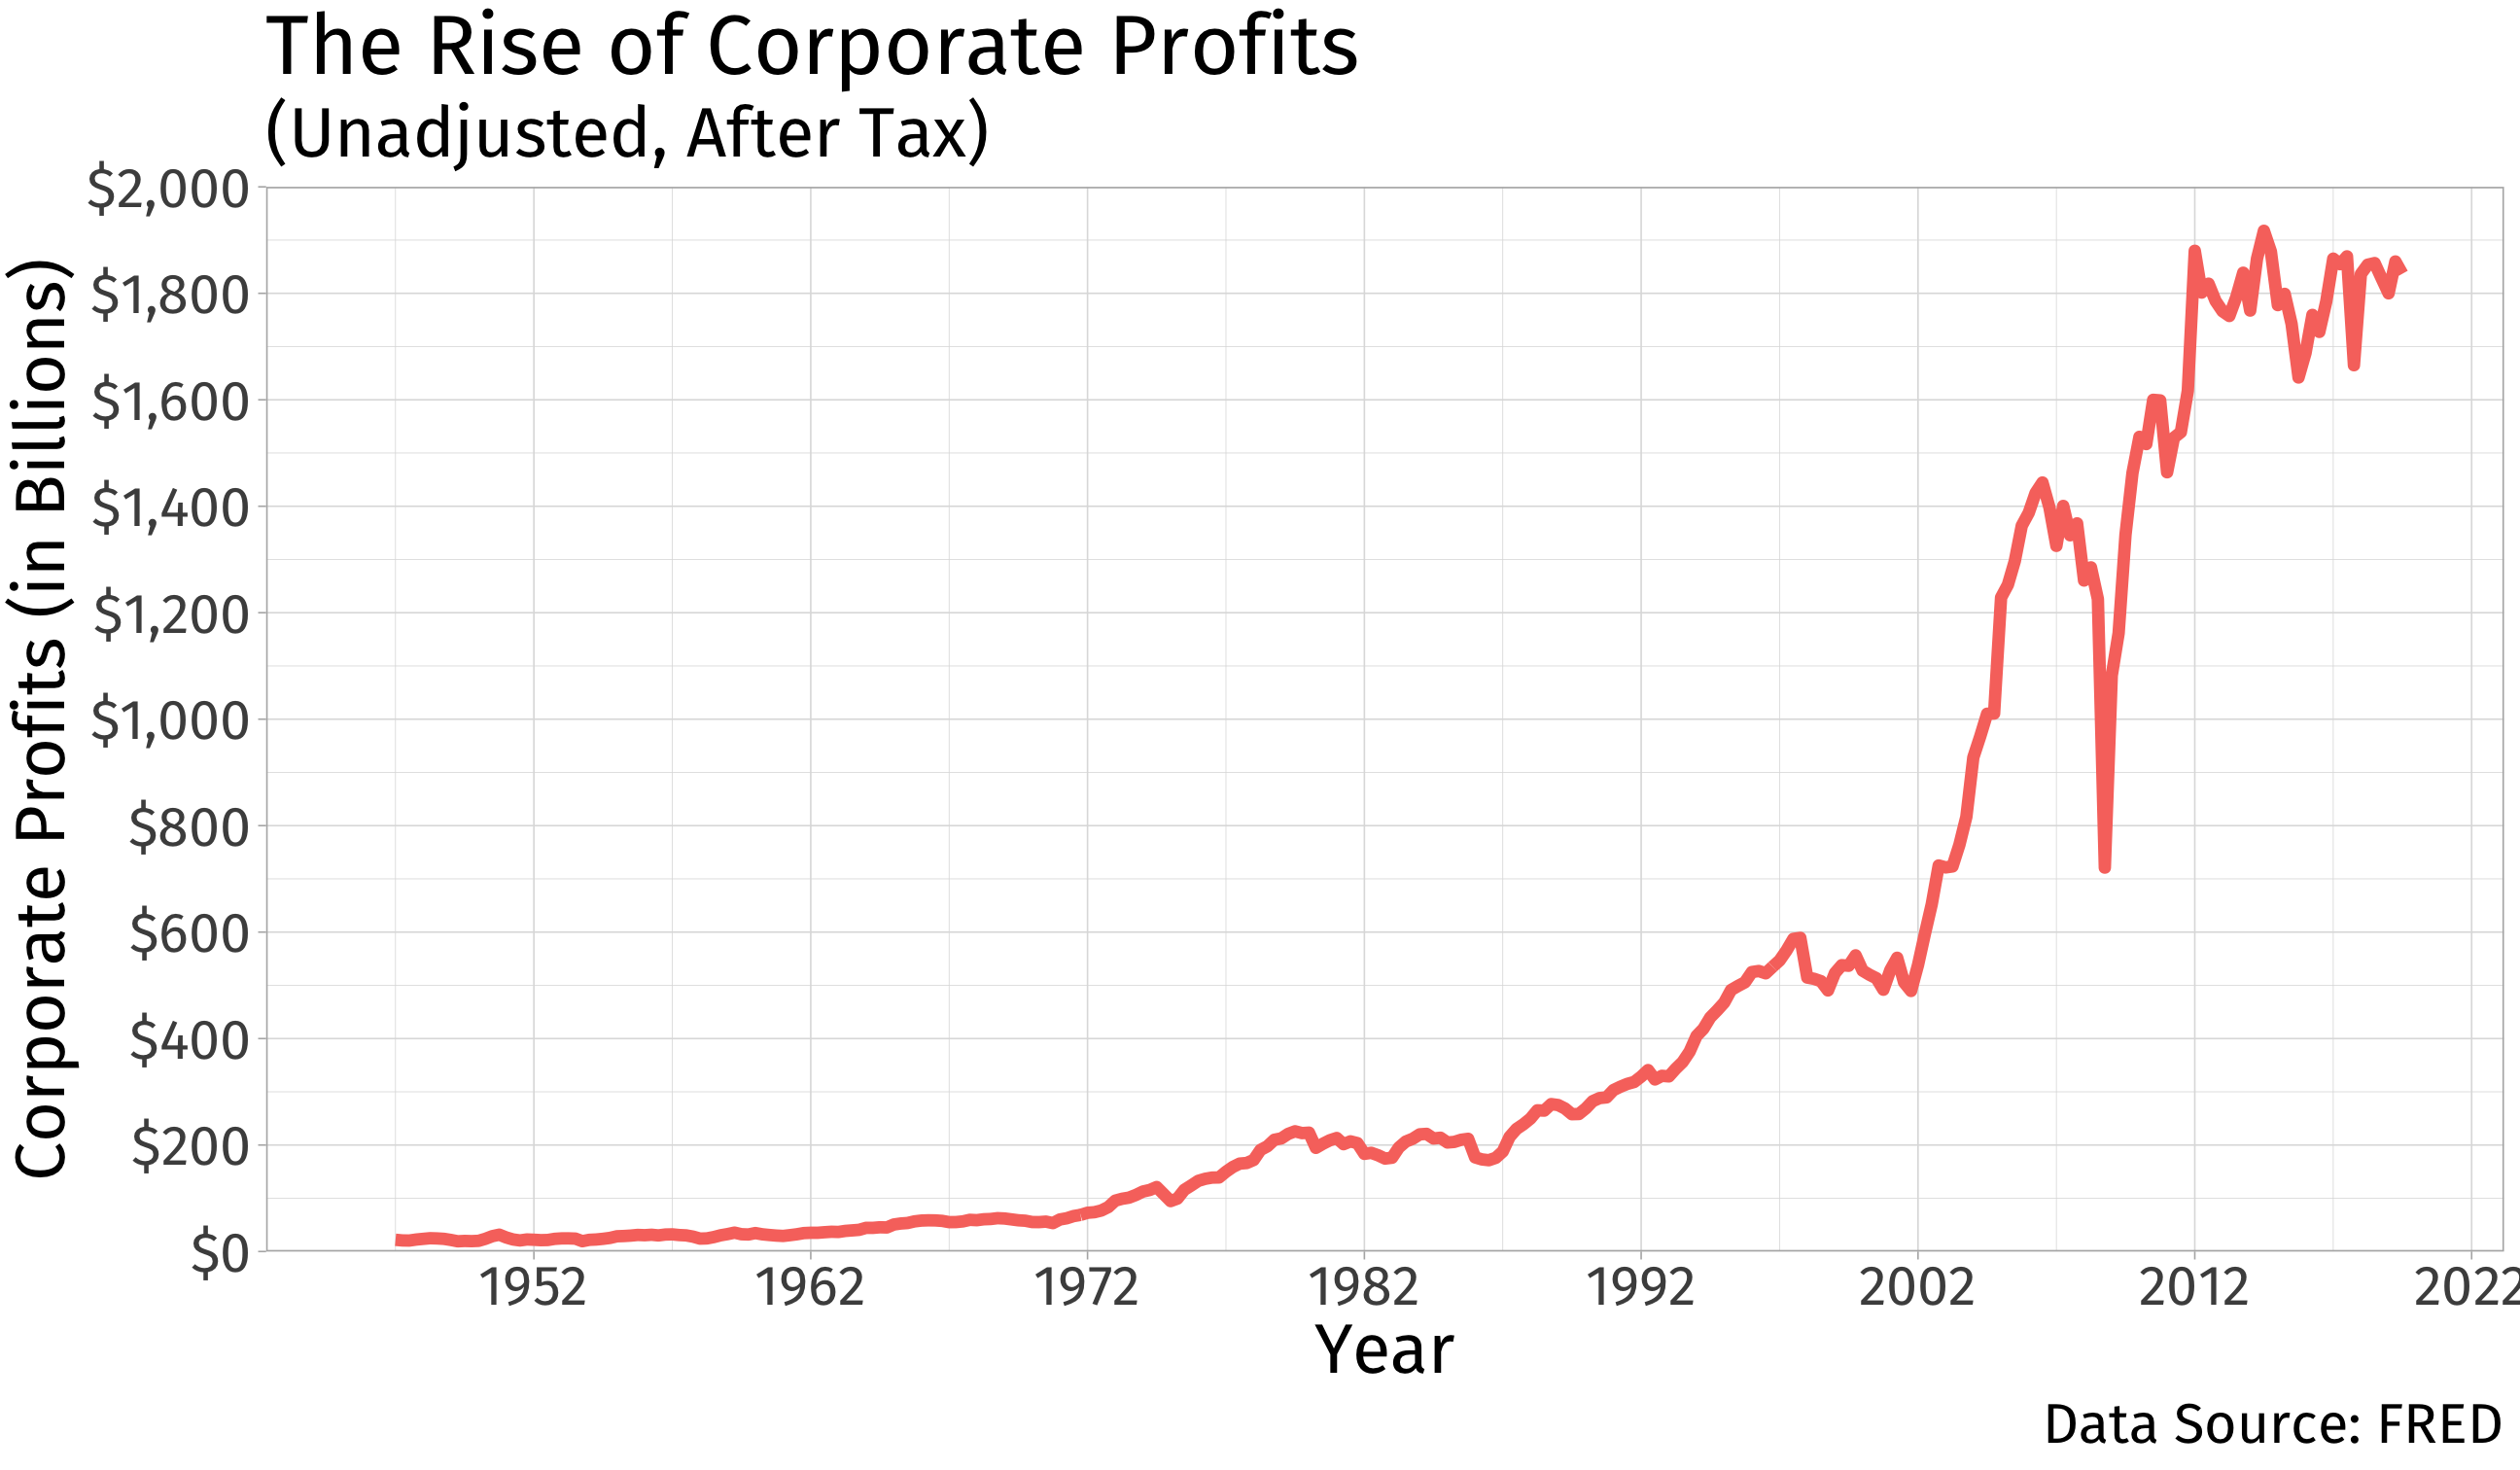 The Rise of Corporate Profits
(Unadjusted, After Tax)
Corporate Profits (in Billions)
$2,000
$1,800
$1,600
$1,400
$1,200
$1,000
$800
$600
$400
$200
$0
1952 1962 1972 1982 1992 2002 2012 2022
Year
Data Source: FRED